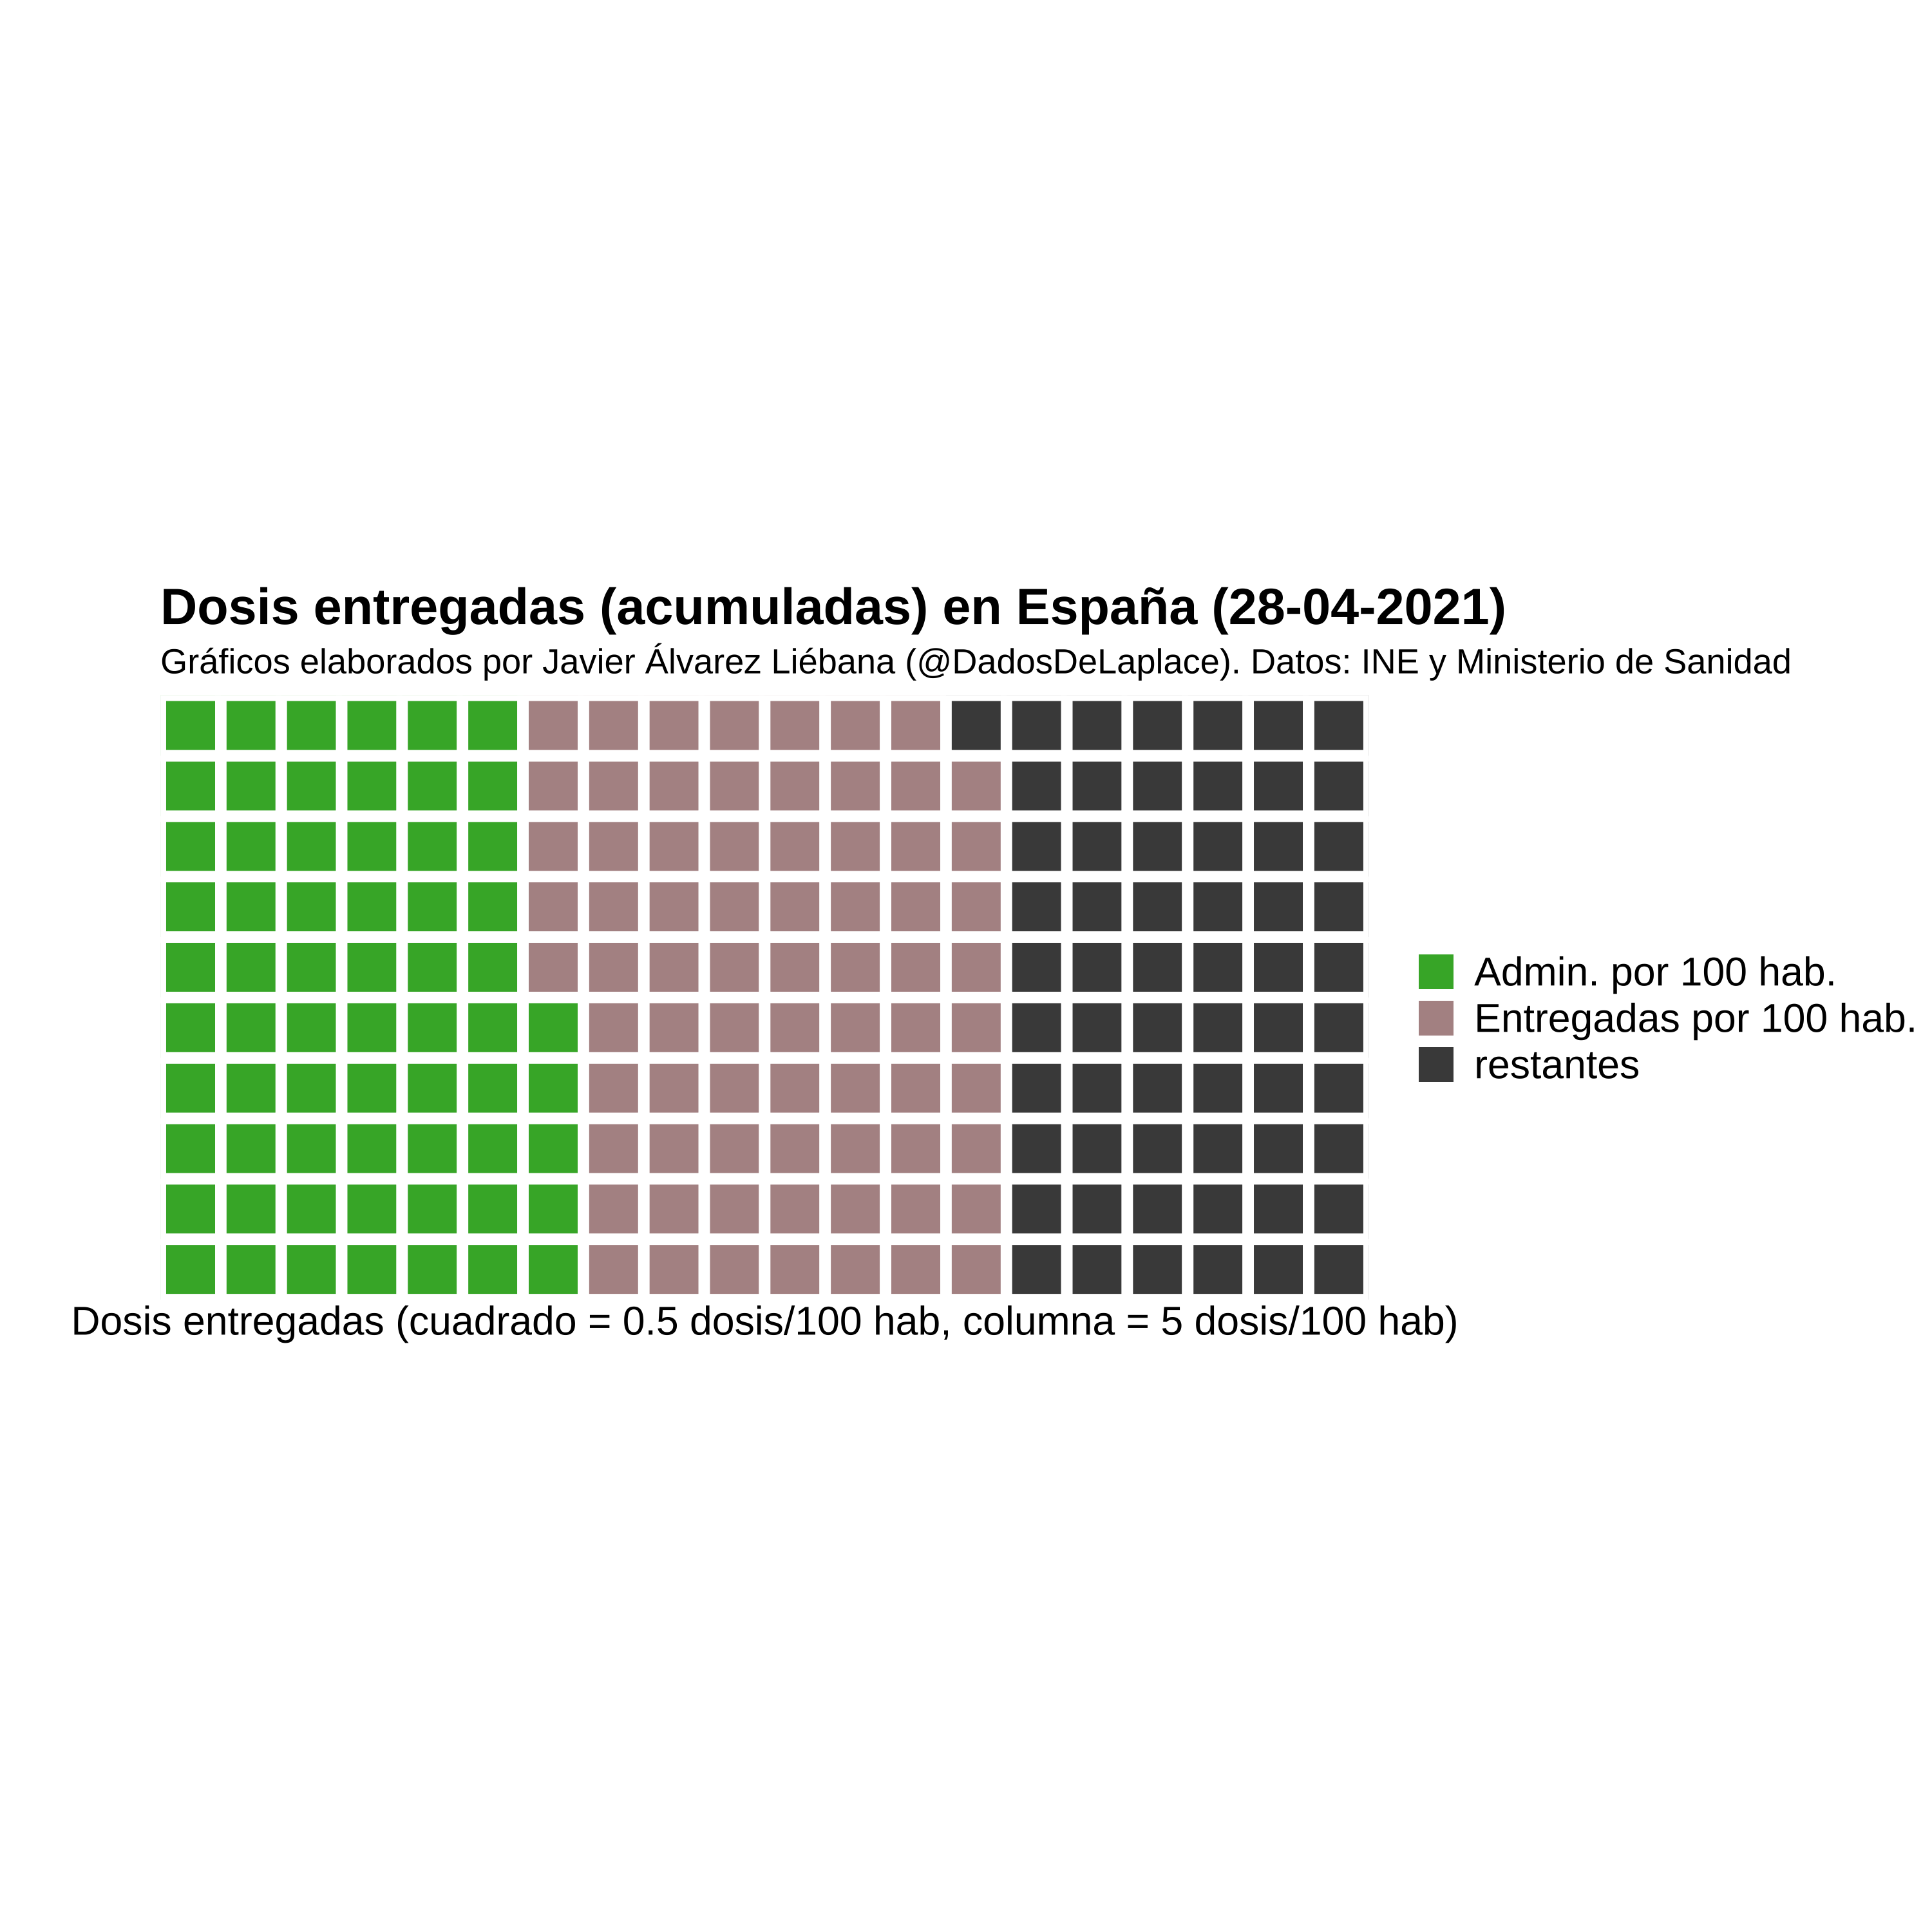 Dosis entregadas (acumuladas) en España (28-04-2021)
Gráficos elaborados por Javier Álvarez Liébana (@DadosDeLaplace). Datos: INE y Ministerio de Sanidad
Admin. por 100 hab.
Entregadas por 100 hab.
restantes
Dosis entregadas (cuadrado = 0.5 dosis/100 hab, columna = 5 dosis/100 hab)